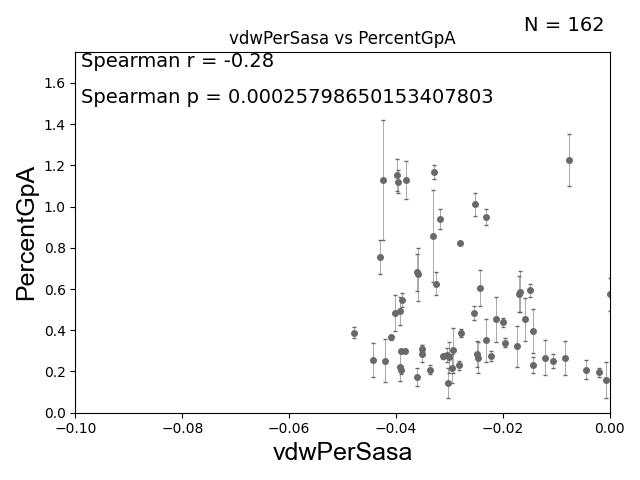 N = 162
vdwPerSasa vs PercentGpA
Spearman r = -0.28
Spearman p = 0.00025798650153407803
1.6
1.4
1.2
1.0
0.8
0.6
0.4
0.2
0.0
PercentGpA
−0.10 −0.08 −0.06 −0.04 −0.02 0.00
vdwPerSasa